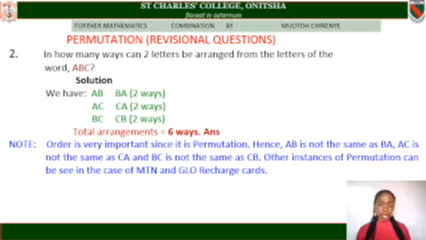 ST CHARLES' COLLEGE, ONITSHA
floreat in aeternum
FURTHER MATHEMATICS COMBINATION BY MUOTOH CHINENYE
PERMUTATION (REVISIONAL QUESTIONS)
2. In how many ways can 2 letters be arranged from the letters of the
word, ABC?
Solution
We have: AB BA (2 ways)
AC CA (2 ways)
BC CB (2 ways)
Total arrangements = 6 ways. Ans
NOTE: Order is very important since it is Permutation. Hence, AB is not the same as BA, AC is
not the same as CA and BC is not the same as CB. Other instances of Permutation can
be see in the case of MTN and GLO Recharge cards.